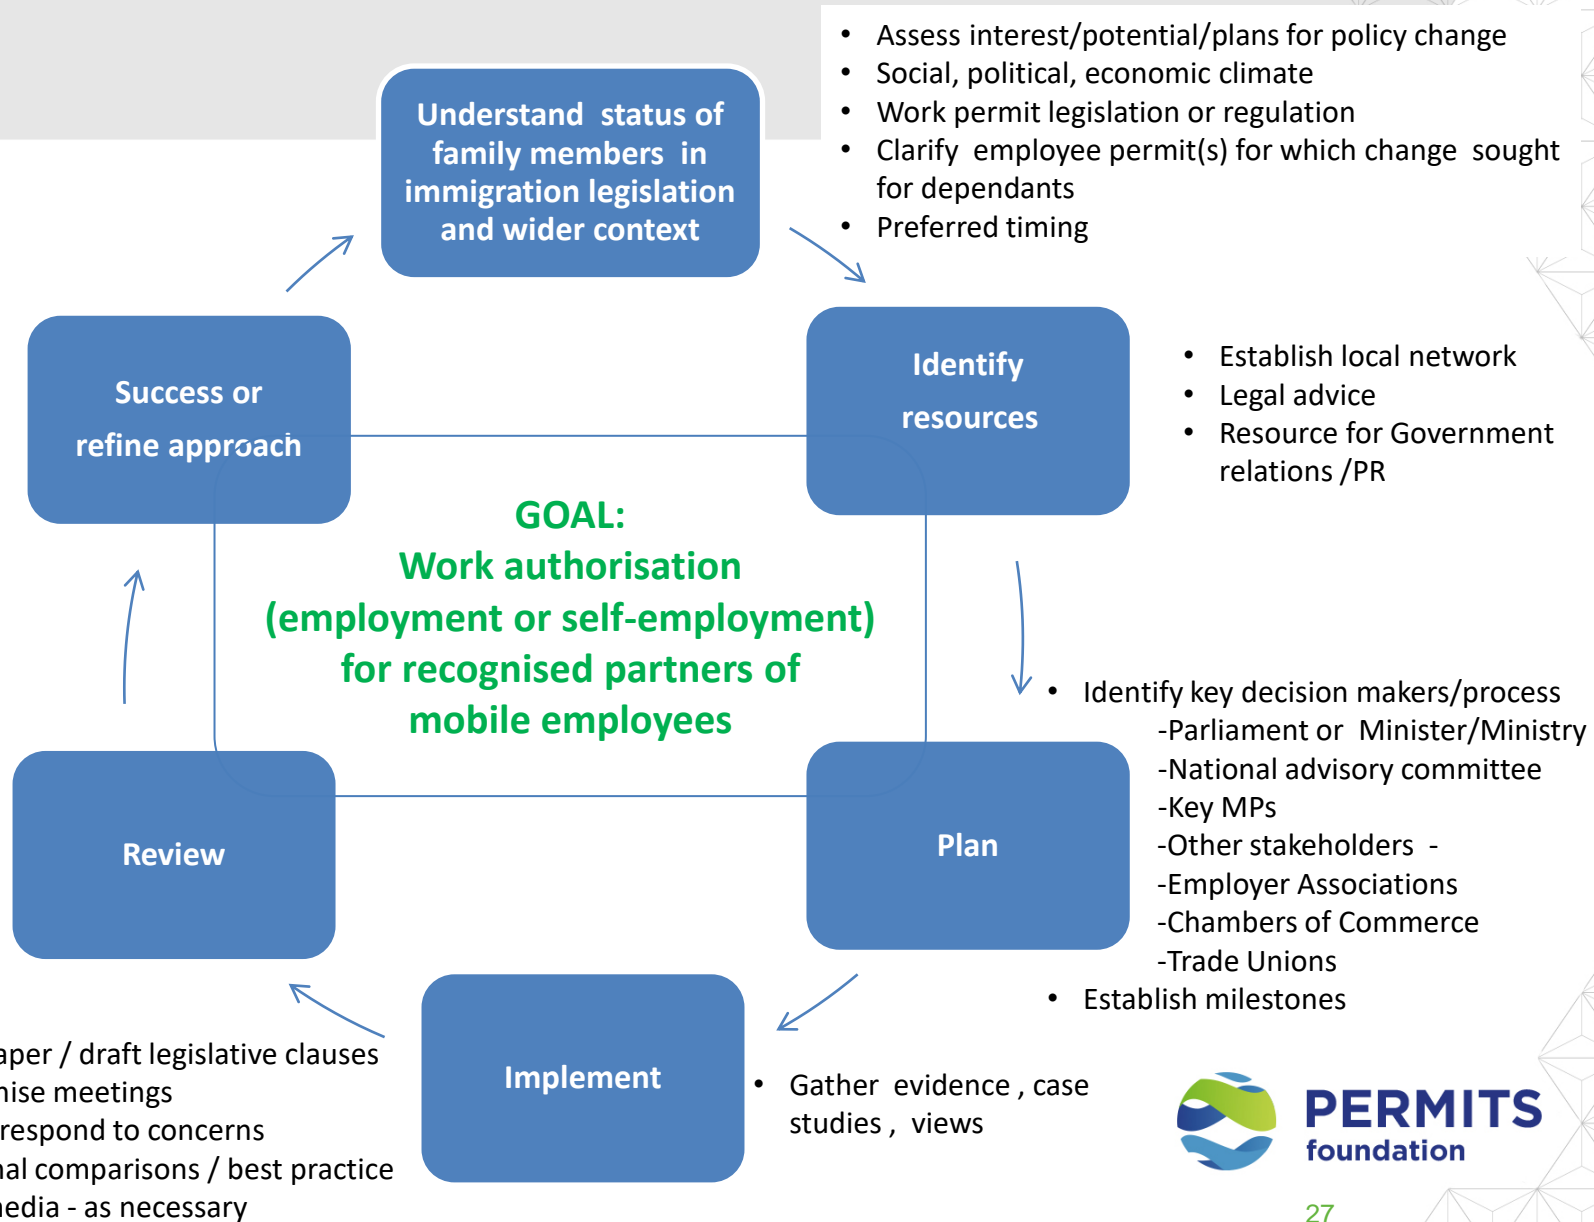 • Assess interest/potential/plans for policy change
• Social, political, economic climate
• Work permit legislation or regulation
• Clarify employee permit(s) for which change sought
for dependants
• Preferred timing
Understand status of
family members in
immigration legislation
and wider context
Identify
resources
• Establish local network
• Legal advice
• Resource for Government
relations /PR
Success or
refine approach
GOAL:
Work authorisation
(employment or self-employment)
for recognised partners of
mobile employees
Plan
• Identify key decision makers/process
-Parliament or Minister/Ministry
-National advisory committee
-Key MPs
-Other stakeholders -
-Employer Associations
-Chambers of Commerce
-Trade Unions
• Establish milestones
Review
Implement
• Gather evidence , case
studies , views
/ draft legislative clauses
meetings
respond to concerns
comparisons / best practice
- as necessary
PERMITS
foundation
27